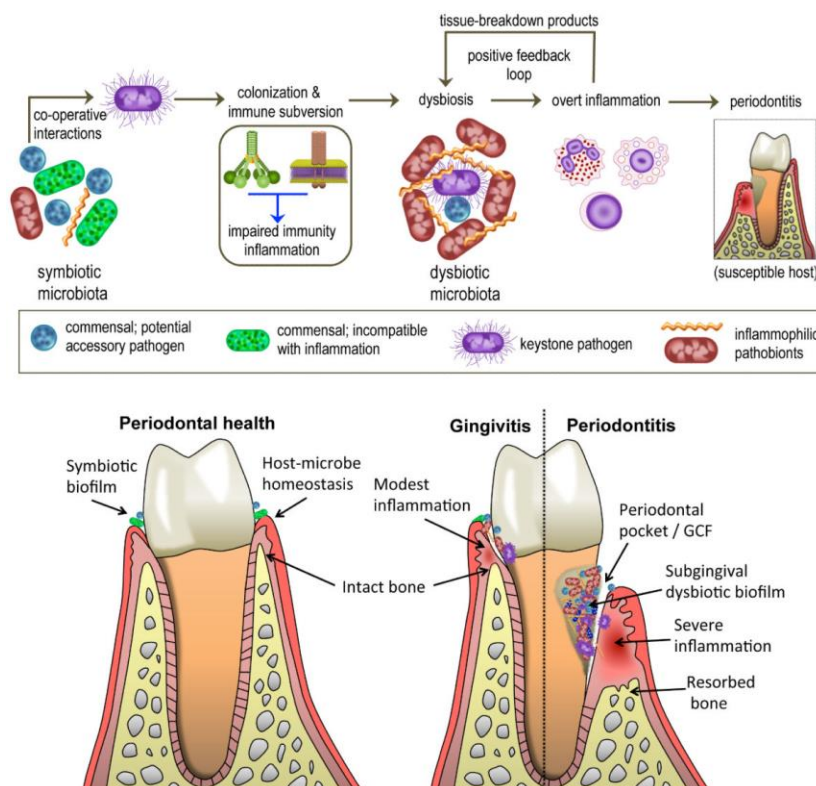 tissue-breakdown products
positive feedback
loop
co-operative
interactions
colonization &
immune subversion
dysbiosis
overt inflammation
periodontitis
impaired immunity
inflammation
symbiotic
microbiota
dysbiotic
microbiota
(susceptible host)
commensal; potential
accessory pathogen
commensal; incompatible
with inflammation
keystone pathogen
inflammophilic
pathobionts
Periodontal health
Symbiotic
biofilm
Host-microbe
homeostasis
Intact bone
Gingivitis
Periodontitis
Modest
inflammation
Periodontal
pocket / GCF
Subgingival
dysbiotic biofilm
Severe
inflammation
Resorbed
bone